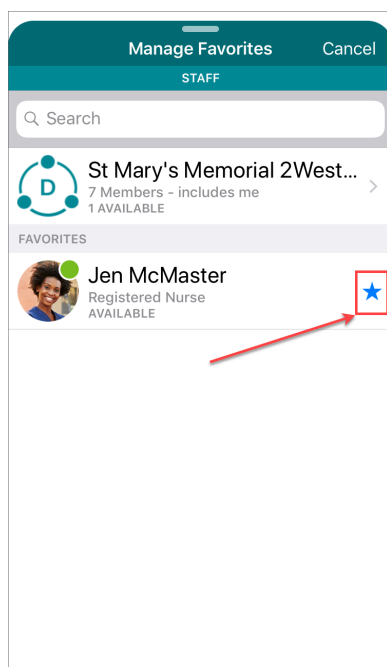 Manage Favorites Cancel
STAFF
Search
D
St Mary's Memorial 2West...
7 Members - includes me
1 AVAILABLE
FAVORITES
Jen McMaster
Registered Nurse
AVAILABLE